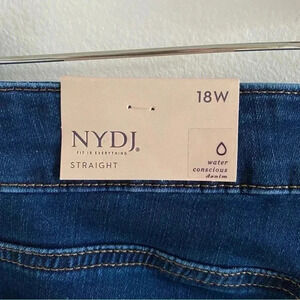 18W
NYDJ.
FIT IS EVERYTHING
STRAIGHT
water
conscious
denim